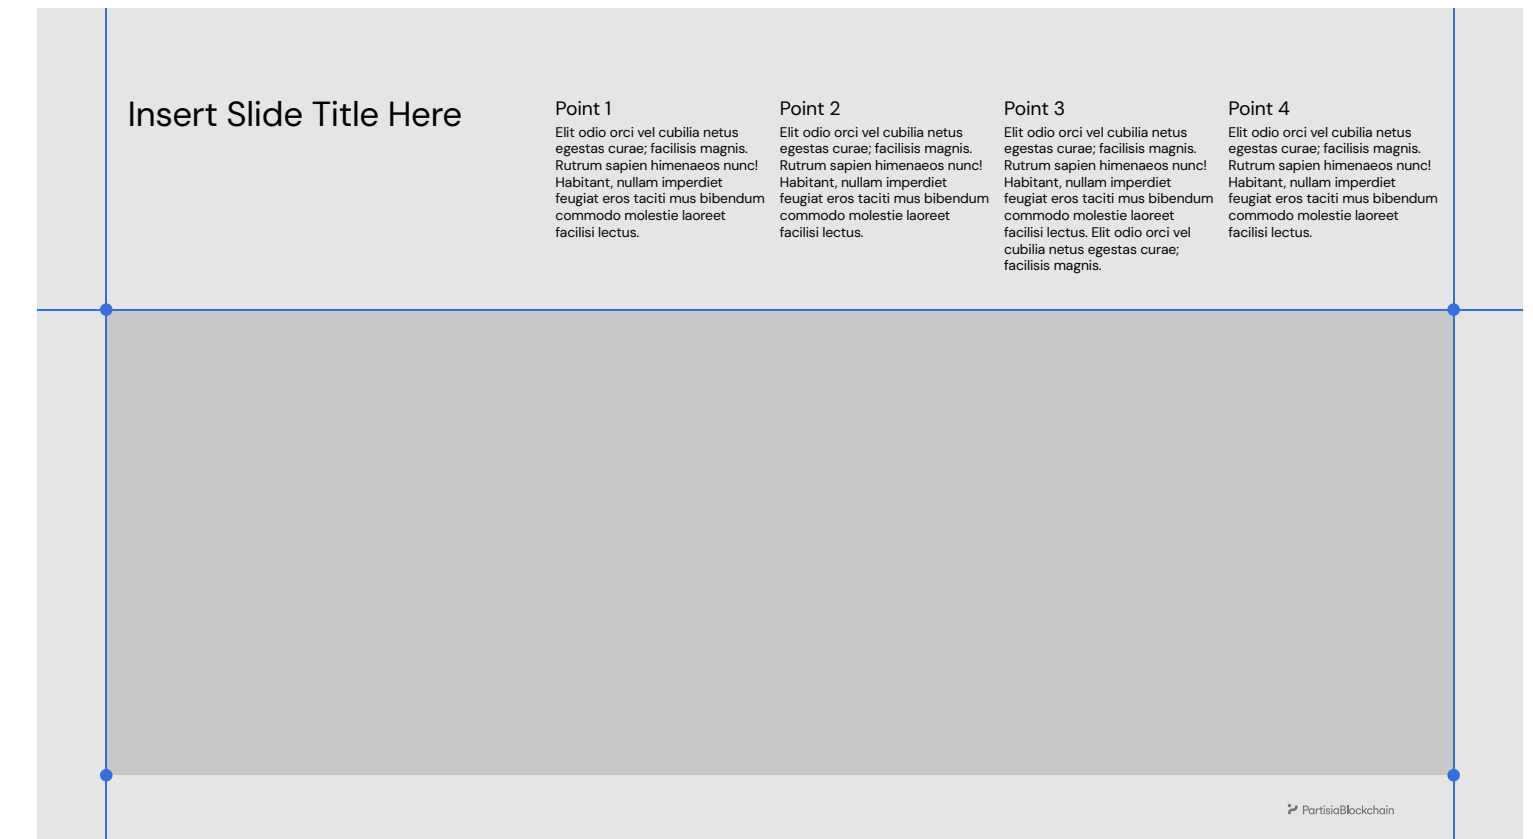 Insert Slide Title Here
Point 1
Elit odio orci vel cubilia netus
egestas curae; facilisis magnis.
Rutrum sapien himenaeos nunc!
Habitant, nullam imperdiet
feugiat eros taciti mus bibendum
commodo molestie laoreet
facilisi lectus.
Point 2
Elit odio orci vel cubilia netus
egestas curae; facilisis magnis.
Rutrum sapien himenaeos nunc!
Habitant, nullam imperdiet
feugiat eros taciti mus bibendum
commodo molestie laoreet
facilisi lectus.
Point 3
Elit odio orci vel cubilia netus
egestas curae; facilisis magnis.
Rutrum sapien himenaeos nunc!
Habitant, nullam imperdiet
feugiat eros taciti mus bibendum
commodo molestie laoreet
facilisi lectus. Elit odio orci vel
cubilia netus egestas curae;
facilisis magnis.
Point 4
Elit odio orci vel cubilia netus
egestas curae; facilisis magnis.
Rutrum sapien himenaeos nunc!
Habitant, nullam imperdiet
feugiat eros taciti mus bibendum
commodo molestie laoreet
facilisi lectus.
PartisiaBlockchain